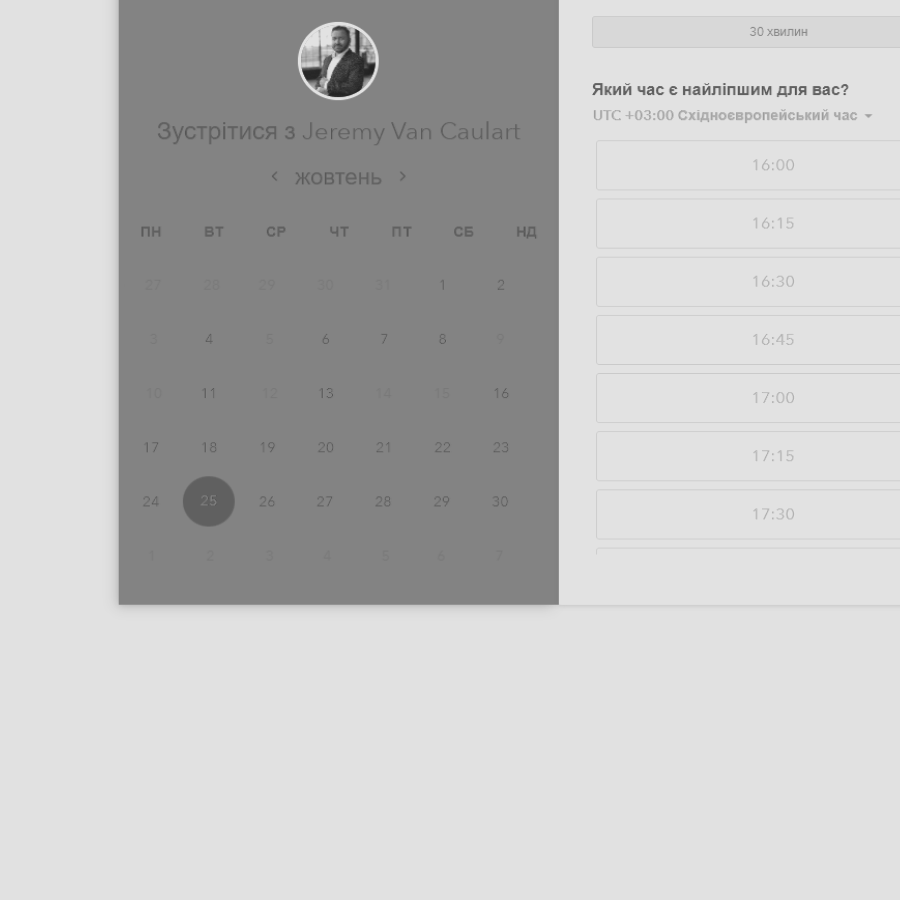 Зустрітися з Jeremy Van Caulart
жовтень
ПН ВТ СР ЧТ ПТ СБ НД
27 28 29 30 31 1 2
3 4 5 6 7 8 9
10 11 12 13 14 15 16
17 18 19 20 21 22 23
24 25 26 27 28 29 30
1 2 3 4 5 6 7
30 хвилин
Який час є найліпшим для вас?
UTC +03:00 Східноєвропейський час
16:00
16:15
16:30
16:45
17:00
17:15
17:30